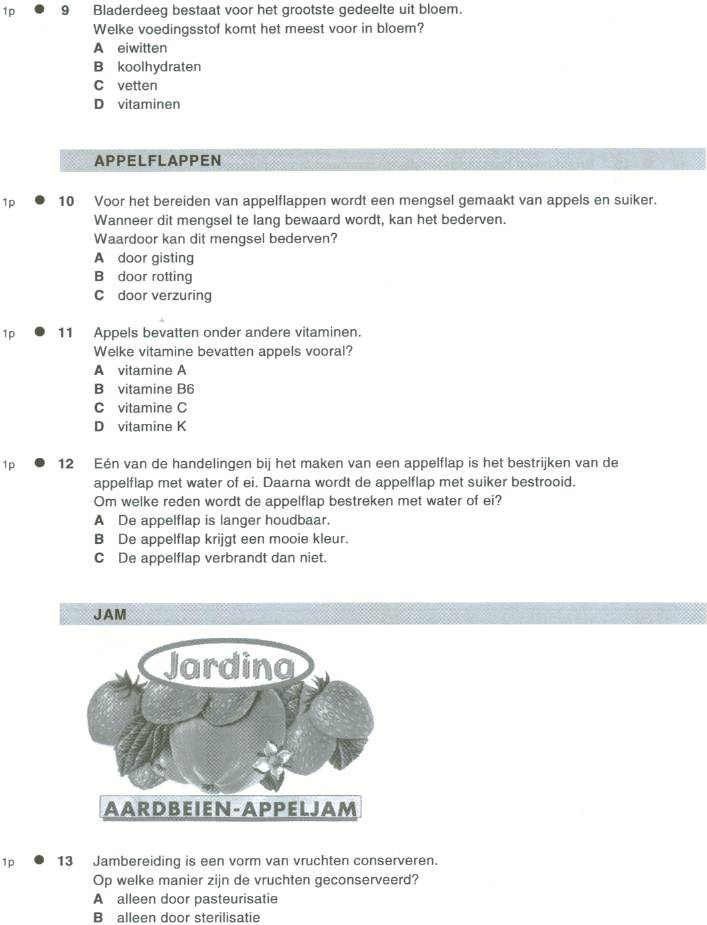 1p ● 9 Bladerdeeg bestaat voor het grootste gedeelte uit bloem.
Welke voedingsstof komt het meest voor in bloem?
A eiwitten
B koolhydraten
C vetten
D vitaminen
APPELFLAPPEN
1p ● 10 Voor het bereiden van appelflappen wordt een mengsel gemaakt van appels en suiker.
Wanneer dit mengsel te lang bewaard wordt, kan het bederven.
Waardoor kan dit mengsel bederven?
A door gisting
B door rotting
C door verzuring
1p ● 11 Appels bevatten onder andere vitaminen.
Welke vitamine bevatten appels vooral?
A vitamine A
B vitamine B6
C vitamine C
D vitamine K
1p ● 12 Eén van de handelingen bij het maken van een appelflap is het bestrijken van de
appelflap met water of ei. Daarna wordt de appelflap met suiker bestrooid.
Om welke reden wordt de appelflap bestreken met water of ei?
A De appelflap is langer houdbaar.
B De appelflap krijgt een mooie kleur.
C De appelflap verbrandt dan niet.
JAM
Jardino
AARDBEIEN-APPELJAM
1p ● 13 Jambereiding is een vorm van vruchten conserveren.
Op welke manier zijn de vruchten geconserveerd?
A alleen door pasteurisatie
B alleen door sterilisatie